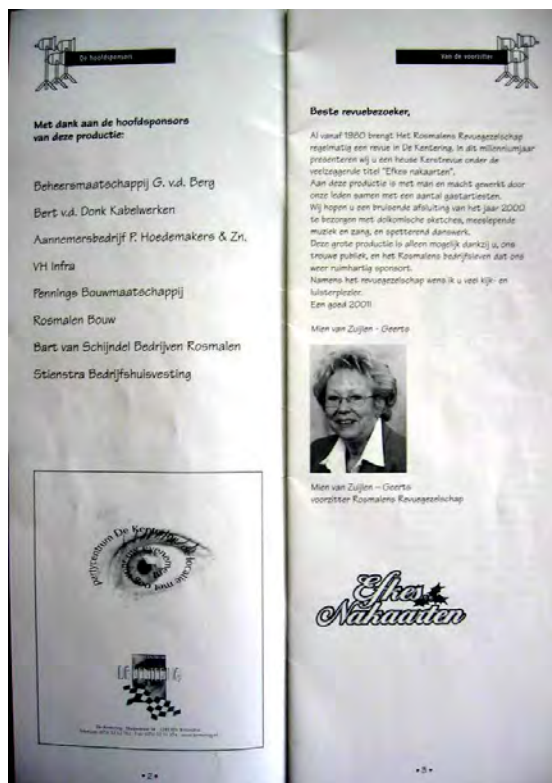 De hoofdsponsors
Met dank aan de hoofdsponsors
van deze productie:
Beheersmaatschappij G. v.d. Berg
Bert v.d. Donk Kabelwerken
Aannemersbedrijf P. Hoedemakers & Zn.
VH Infra
Pennings Bouwmaatschappij
Rosmalen Bouw
Bart van Schijndel Bedrijven Rosmalen
Stienstra Bedrijfshuisvesting
partycentrum De Kentering de locatie met
DE KENTERING
•2•
Van de voorzitter
Beste revuebezoeker,
Al vanaf 1980 brengt Het Rosmalens Revuegezelschap
regelmatig een revue in De Kentering. In dit millenniumjaar
presenteren wij u een heuse Kerstrevue onder de
veelzeggende titel "Efkes nakaarten".
Aan deze productie is met man en macht gewerkt door
onze leden samen met een aantal gastartiesten.
Wij hopen u een bruisende afsluiting van het jaar 2000
te bezorgen met dolkomische sketches, meeslepende
muziek en zang, en spetterend danswerk.
Deze grote productie is alleen mogelijk dankzij u, ons
trouwe publiek, en het Rosmalens bedrijfsleven dat ons
weer ruimhartig sponsort.
Namens het revuegezelschap wens ik u veel kijk- en
luisterplezier.
Een goed 2001!
Mien van Zuijlen - Geerts
Mien van Zuijlen – Geerts
voorzitter Rosmalens Revuegezelschap
Efkes
Nakaarten
•3•